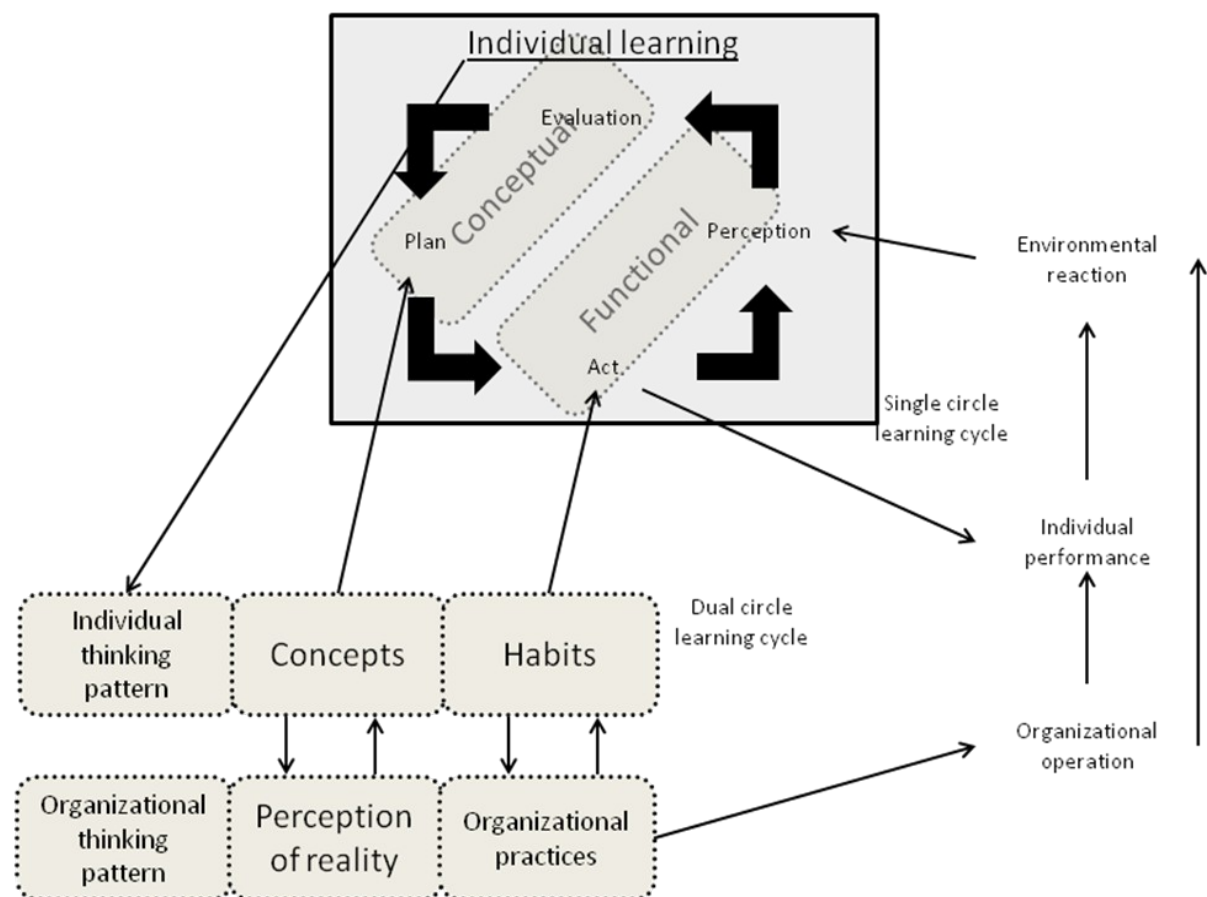 Individual learning
Evaluation
Conceptual
Plan
Functional
Perception
Act
Environmental
reaction
Single circle
learning cycle
Individual
performance
Individual
thinking
pattern
Concepts
Habits
Dual circle
learning cycle
Organizational
operation
Organizational
thinking
pattern
Perception
of reality
Organizational
practices